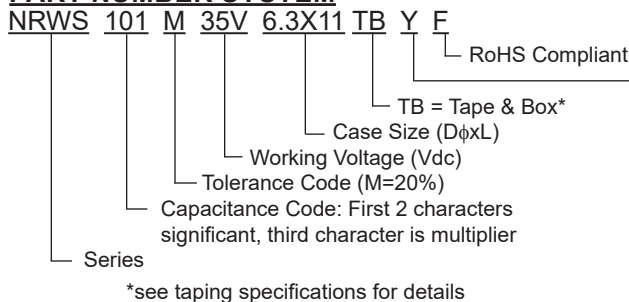 NRWS 101 M 35V 6.3X11 TB Y F
RoHS Compliant
TB = Tape & Box*
Case Size (DϕxL)
Working Voltage (Vdc)
Tolerance Code (M=20%)
Capacitance Code: First 2 characters
significant, third character is multiplier
Series
*see taping specifications for details